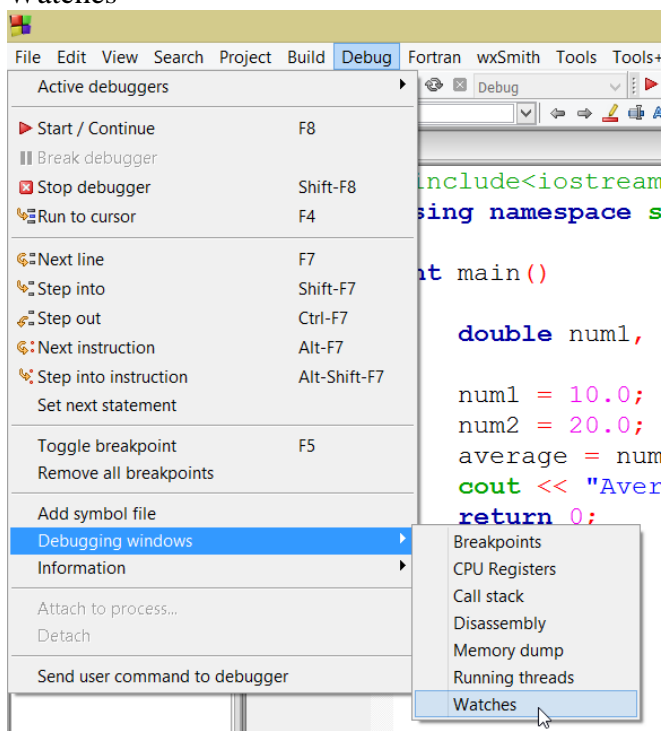 Watches
File Edit View Search Project Build Debug Fortran wxSmith Tools Tools+
Active debuggers
Debug
Start / Continue F8
Break debugger
Stop debugger Shift-F8
Run to cursor F4
Next line F7
Step into Shift-F7
Step out Ctrl-F7
Next instruction Alt-F7
Step into instruction Alt-Shift-F7
Set next statement
Toggle breakpoint F5
Remove all breakpoints
Add symbol file
Debugging windows
Information
Attach to process...
Detach
Send user command to debugger
include<iostream
sing namespace s
nt main()
double num1,
num1 = 10.0;
num2 = 20.0;
average = num
cout << "Aver
return 0;
Breakpoints
CPU Registers
Call stack
Disassembly
Memory dump
Running threads
Watches